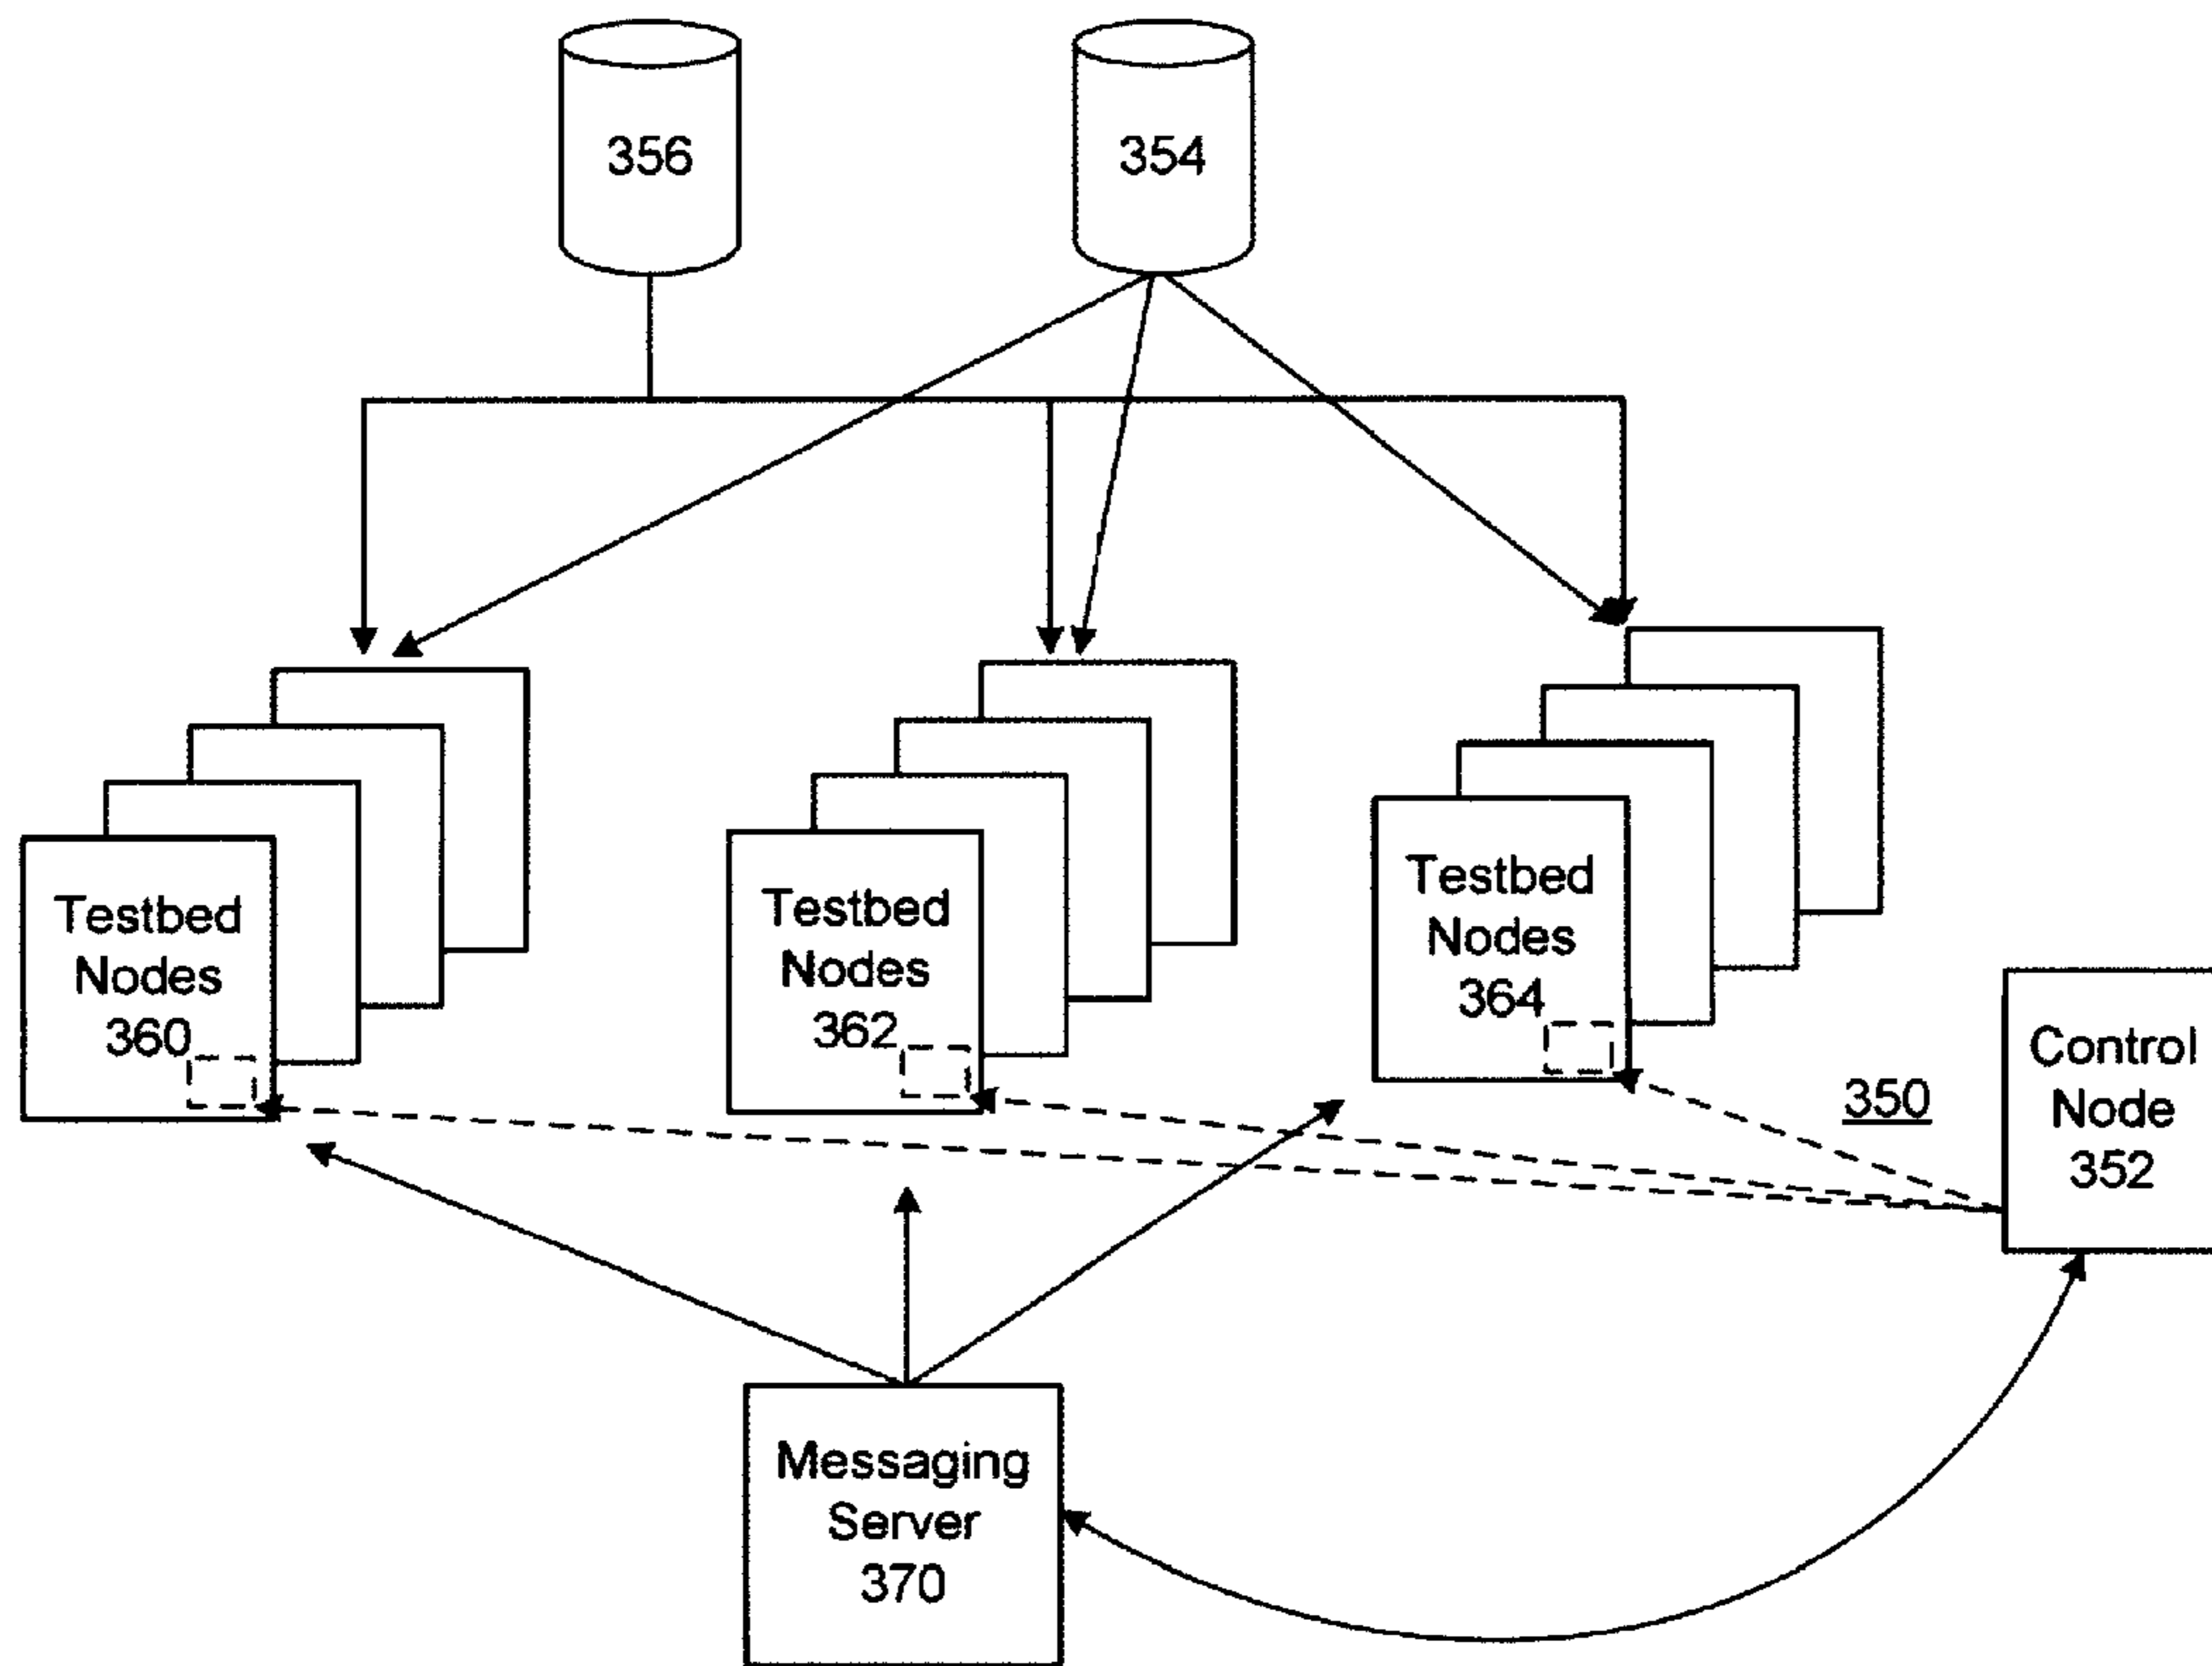 356
354
Testbed
Nodes
360
Testbed
Nodes
362
Testbed
Nodes
364
350
Control
Node
352
Messaging
Server
370